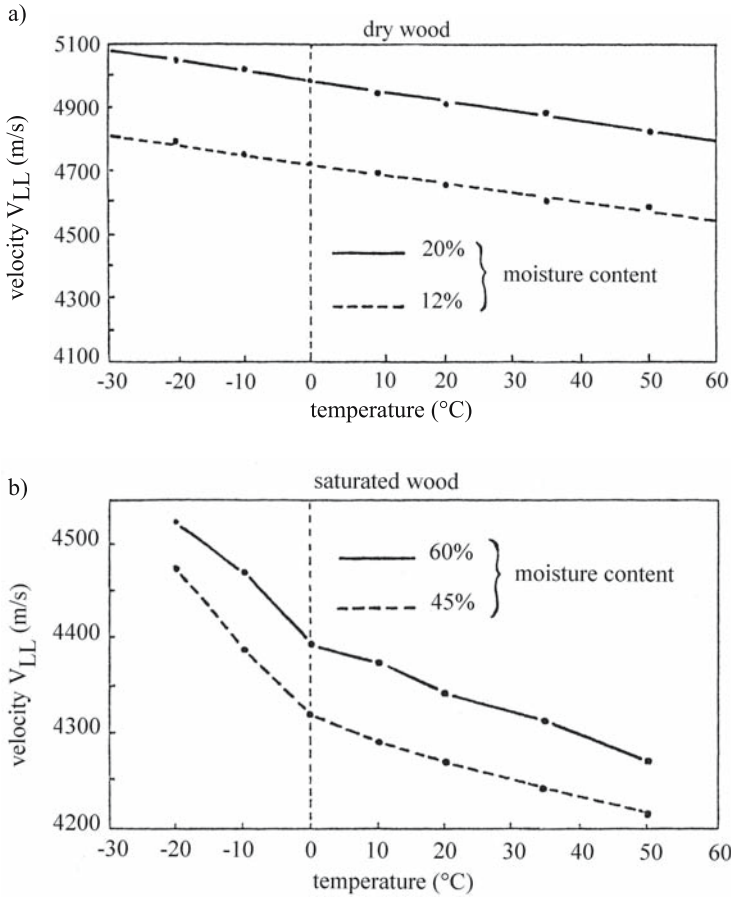 a)
dry wood
velocity V_LL (m/s)
5100
4900
4700
4500
4300
4100
20%
12%
moisture content
-30 -20 -10 0 10 20 30 40 50 60
temperature (°C)
b)
saturated wood
velocity V_LL (m/s)
4500
4400
4300
4200
60%
45%
moisture content
-30 -20 -10 0 10 20 30 40 50 60
temperature (°C)